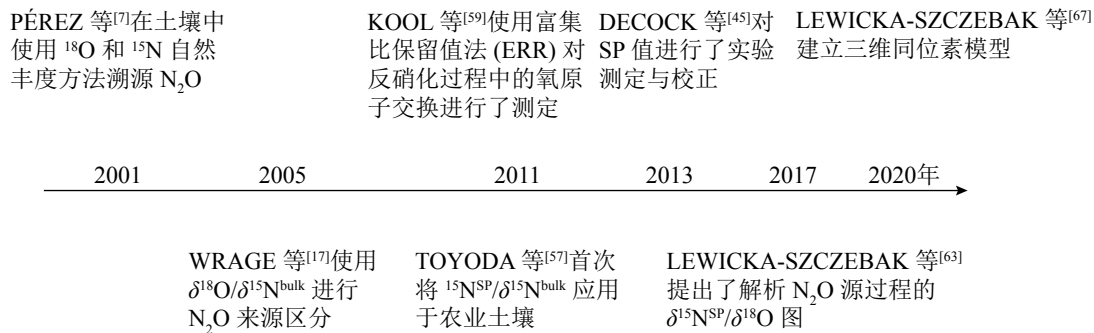 PÉREZ 等[7]在土壤中
使用 ¹⁸O 和 ¹⁵N 自然
丰度方法溯源 N₂O
KOOL 等[59]使用富集
比保留值法 (ERR) 对
反硝化过程中的氧原
子交换进行了测定
DECOCK 等[45]对
SP 值进行了实验
测定与校正
LEWICKA-SZCZEBAK 等[67]
建立三维同位素模型
2001 2005 2011 2013 2017 2020年
WRAGE 等[17]使用
δ¹⁸O/δ¹⁵Nᵇᵘˡᵏ 进行
N₂O 来源区分
TOYODA 等[57]首次
将 ¹⁵Nˢᴾ/δ¹⁵Nᵇᵘˡᵏ 应用
于农业土壤
LEWICKA-SZCZEBAK 等[63]
提出了解析 N₂O 源过程的
δ¹⁵Nˢᴾ/δ¹⁸O 图